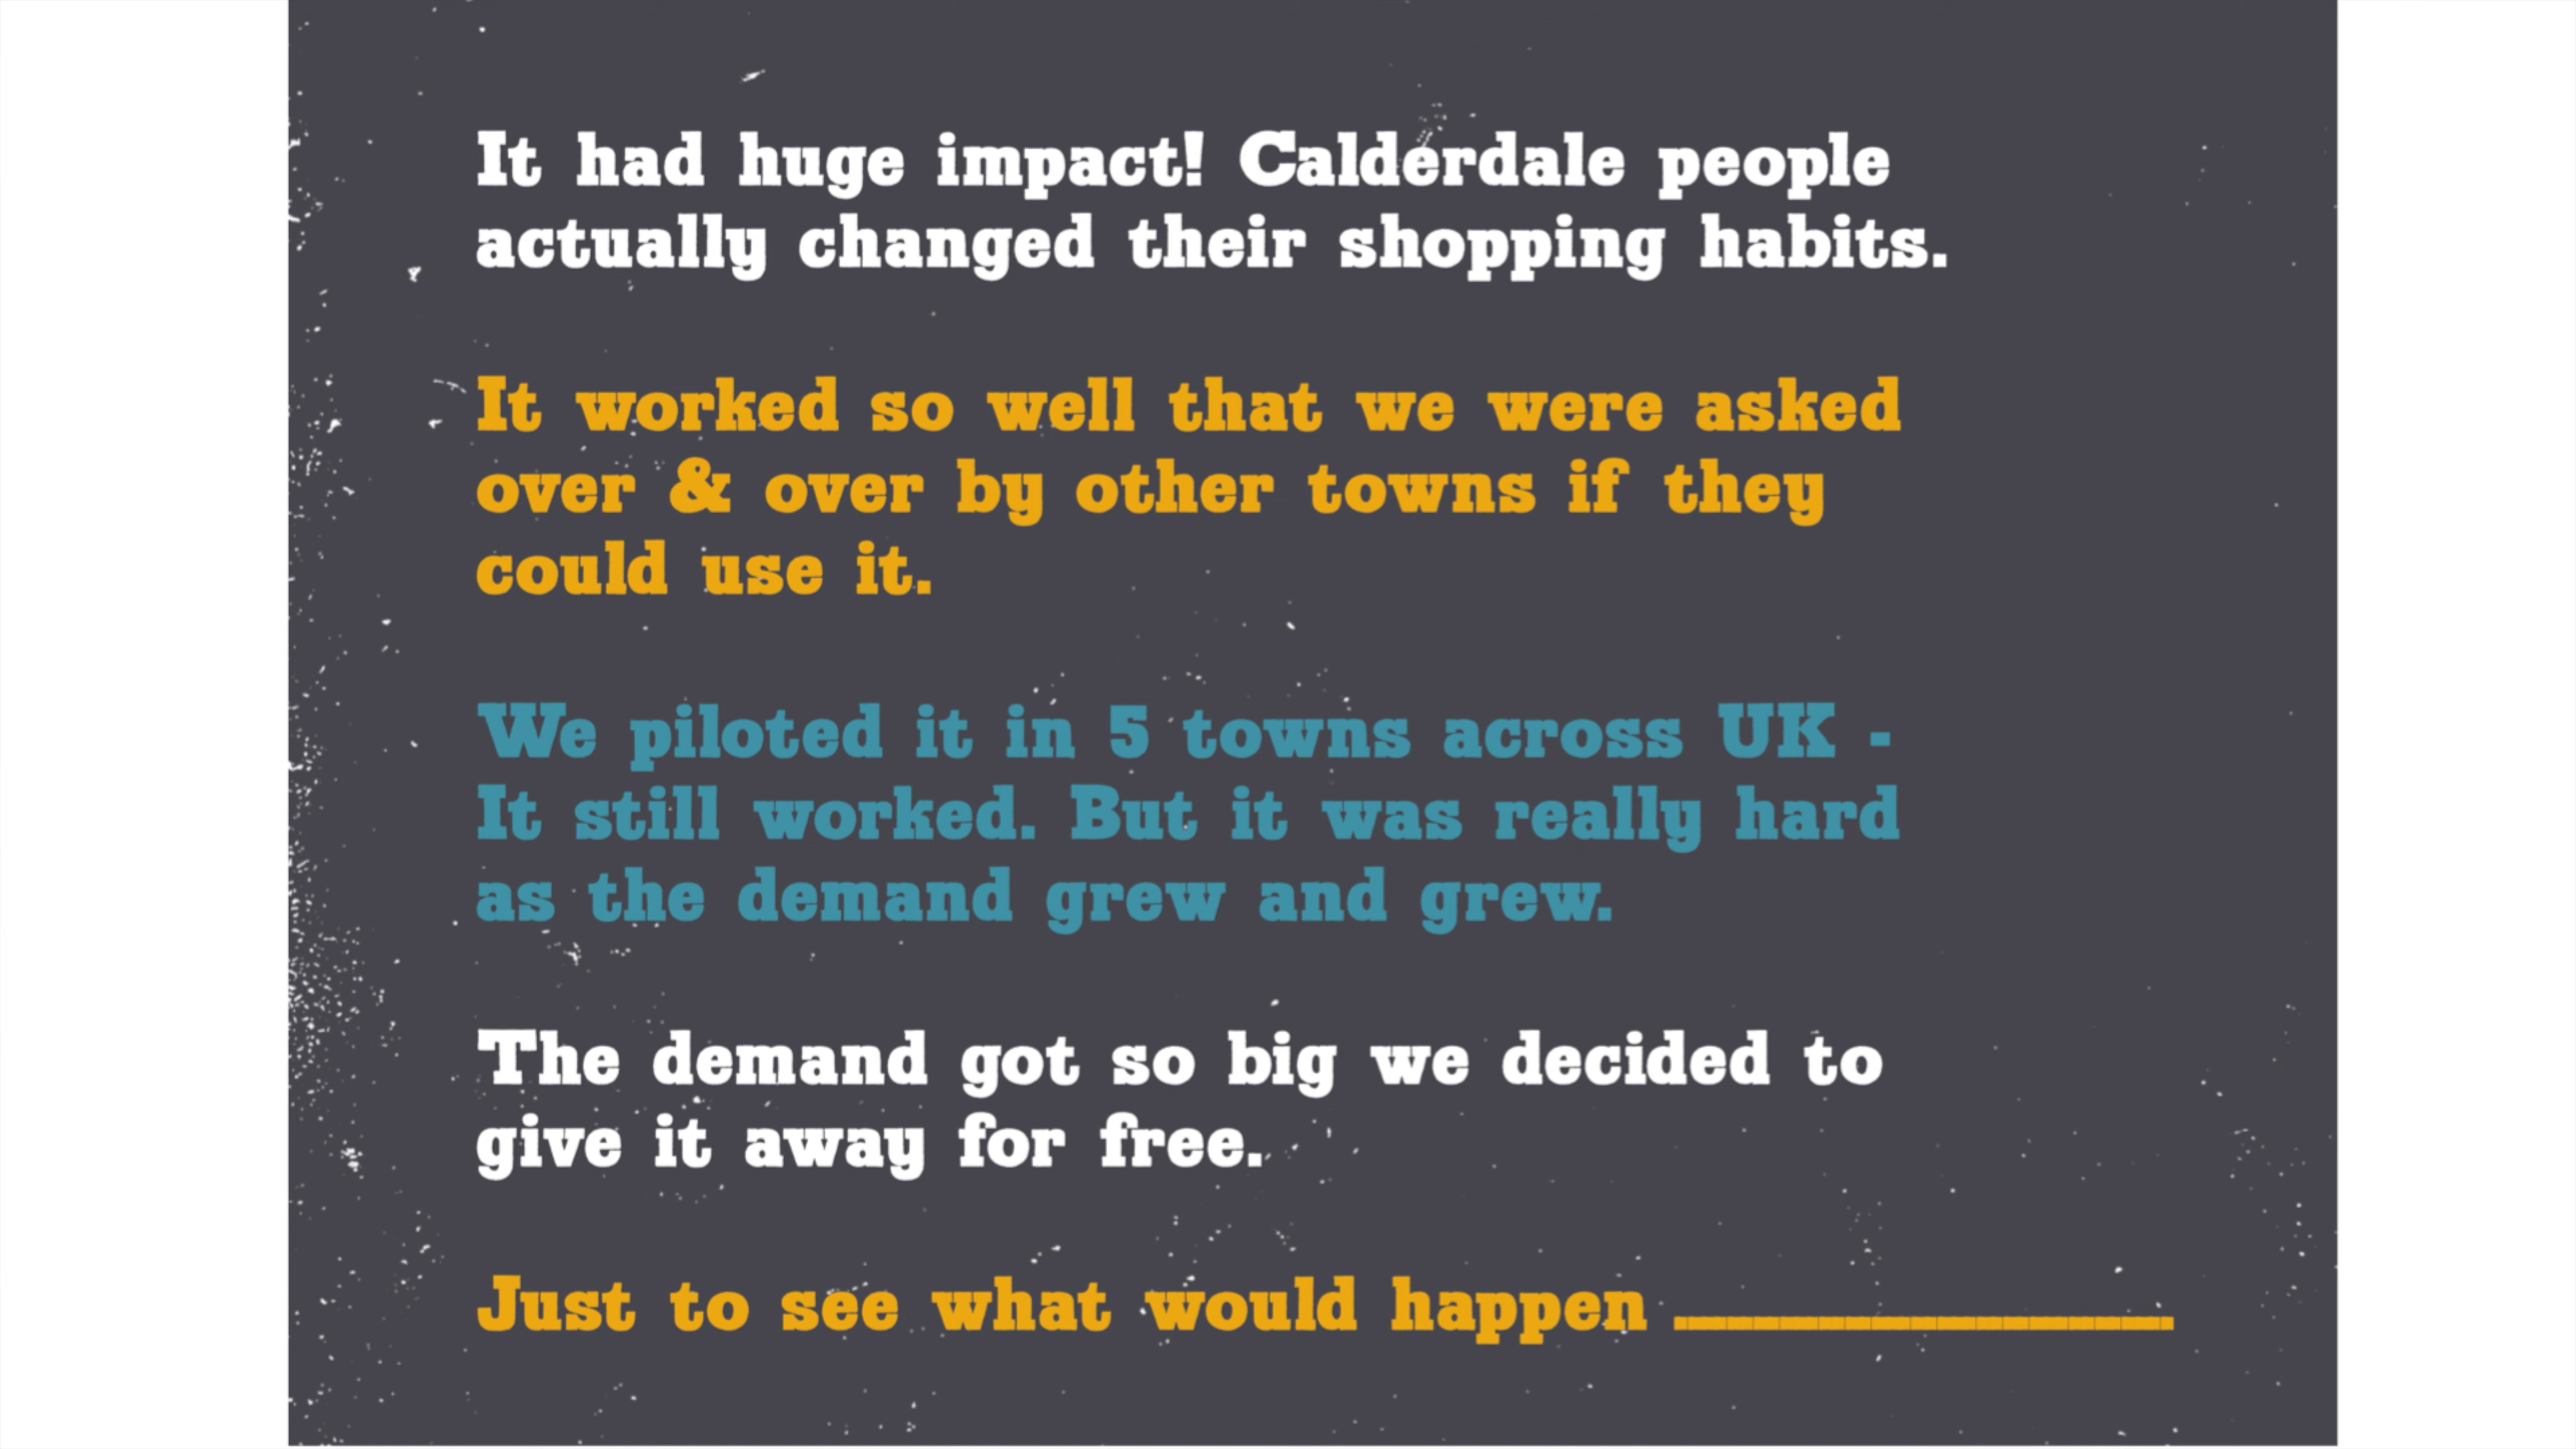 It had huge impact! Calderdale people
actually changed their shopping habits.
It worked so well that we were asked
over & over by other towns if they
could use it.
We piloted it in 5 towns across UK -
It still worked. But it was really hard
as the demand grew and grew.
The demand got so big we decided to
give it away for free.
Just to see what would happen ......................................